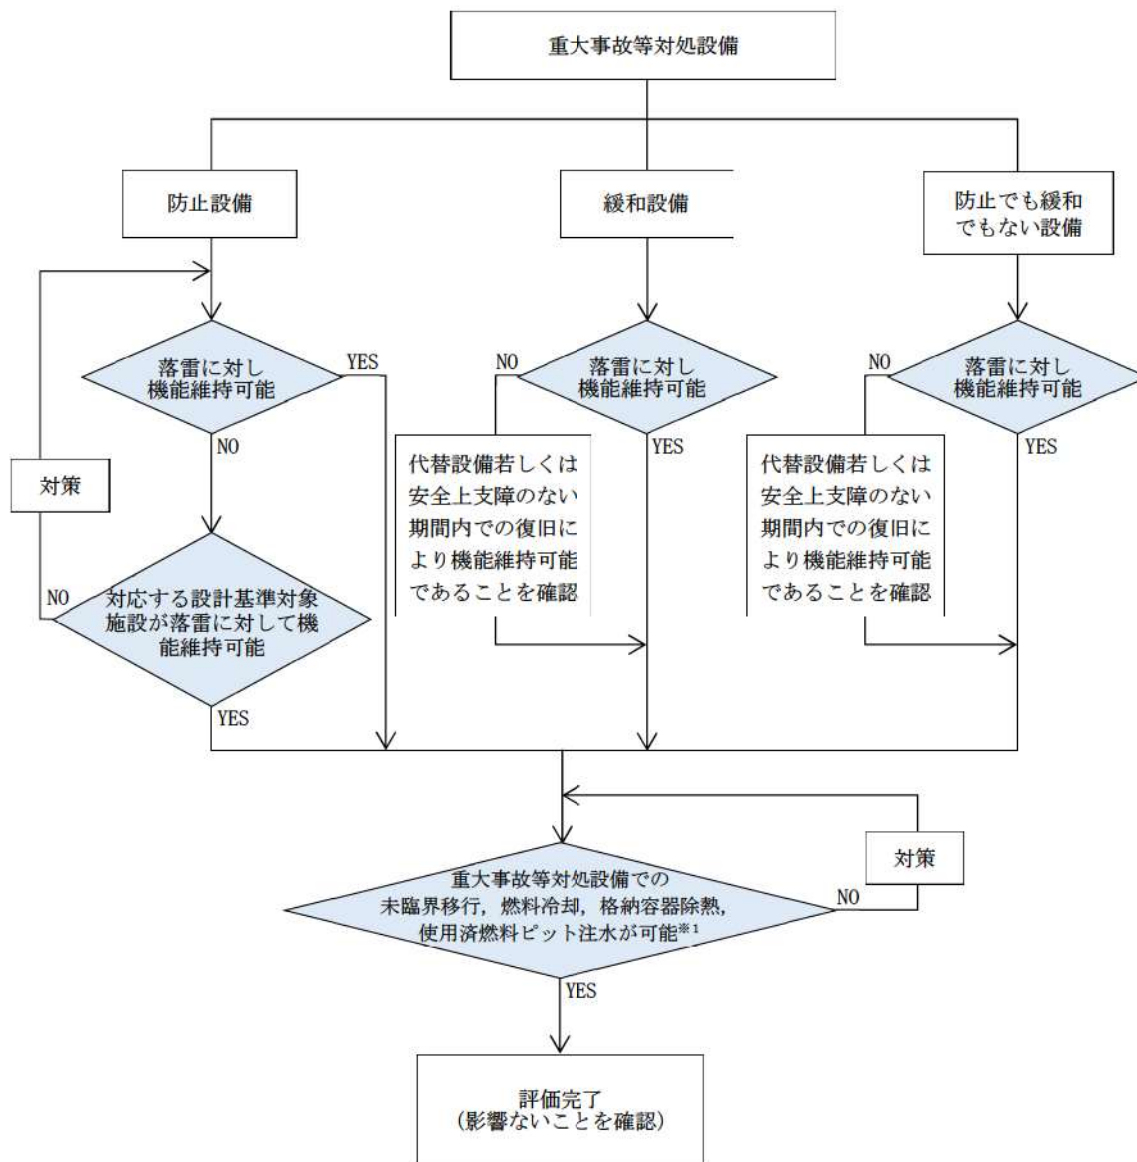 重大事故等対処設備
防止設備
緩和設備
防止でも緩和
でもない設備
落雷に対し
機能維持可能
YES
NO
対策
対応する設計基準対象
施設が落雷に対して機
能維持可能
NO
YES
落雷に対し
機能維持可能
NO
YES
代替設備若しくは
安全上支障のない
期間内での復旧に
より機能維持可能
であることを確認
落雷に対し
機能維持可能
NO
YES
代替設備若しくは
安全上支障のない
期間内での復旧に
より機能維持可能
であることを確認
重大事故等対処設備での
未臨界移行，燃料冷却，格納容器除熱，
使用済燃料ピット注水が可能※1
NO
対策
YES
評価完了
(影響ないことを確認)